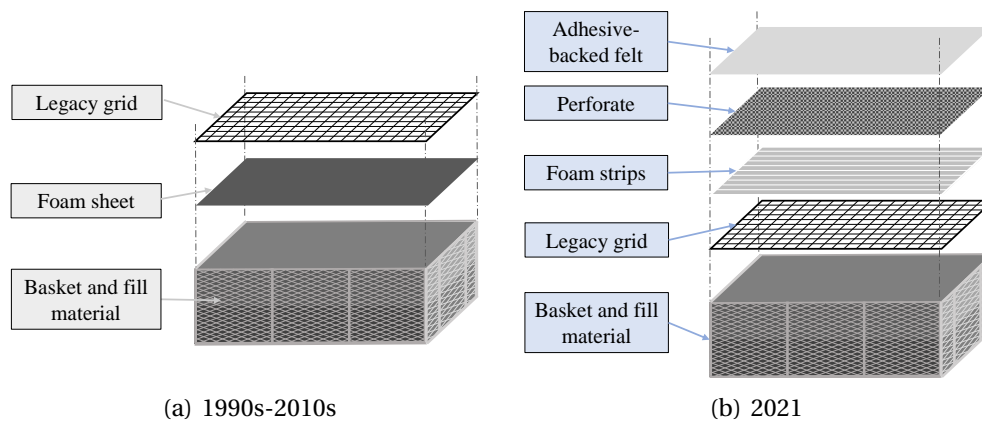 Legacy grid
Foam sheet
Basket and fill
material
(a) 1990s-2010s
Adhesive-
backed felt
Perforate
Foam strips
Legacy grid
Basket and fill
material
(b) 2021